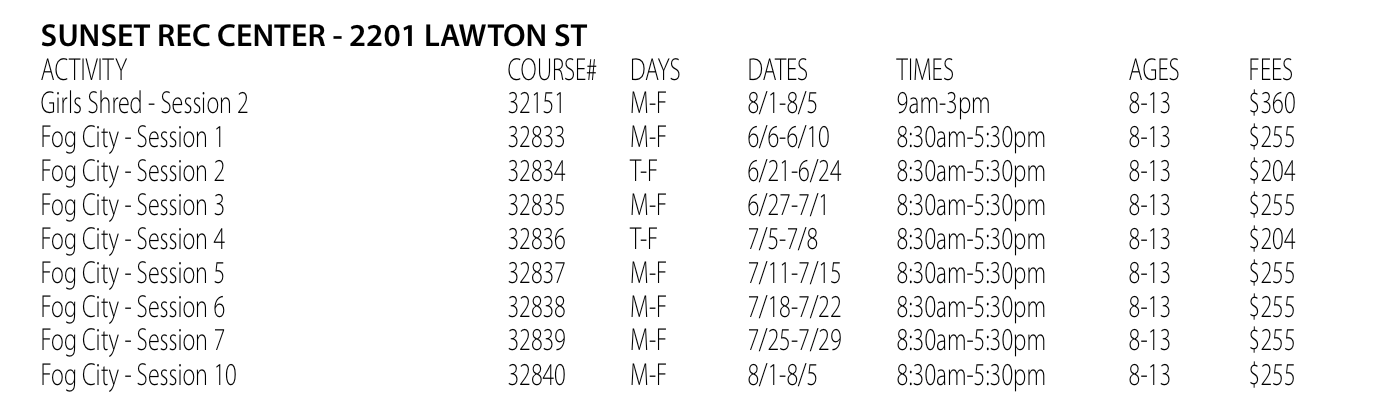 SUNSET REC CENTER - 2201 LAWTON ST
ACTIVITY COURSE# DAYS DATES TIMES AGES FEES
Girls Shred - Session 2 32151 M-F 8/1-8/5 9am-3pm 8-13 $360
Fog City - Session 1 32833 M-F 6/6-6/10 8:30am-5:30pm 8-13 $255
Fog City - Session 2 32834 T-F 6/21-6/24 8:30am-5:30pm 8-13 $204
Fog City - Session 3 32835 M-F 6/27-7/1 8:30am-5:30pm 8-13 $255
Fog City - Session 4 32836 T-F 7/5-7/8 8:30am-5:30pm 8-13 $204
Fog City - Session 5 32837 M-F 7/11-7/15 8:30am-5:30pm 8-13 $255
Fog City - Session 6 32838 M-F 7/18-7/22 8:30am-5:30pm 8-13 $255
Fog City - Session 7 32839 M-F 7/25-7/29 8:30am-5:30pm 8-13 $255
Fog City - Session 10 32840 M-F 8/1-8/5 8:30am-5:30pm 8-13 $255